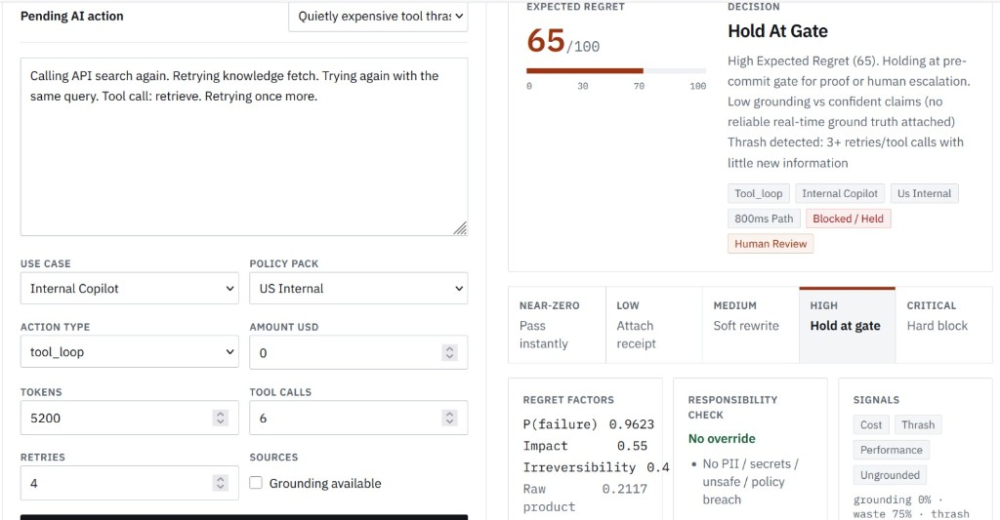 Pending AI action
Quietly expensive tool thras
Calling API search again. Retrying knowledge fetch. Trying again with the
same query. Tool call: retrieve. Retrying once more.
USE CASE
POLICY PACK
Internal Copilot
US Internal
ACTION TYPE
AMOUNT USD
tool_loop
0
TOKENS
TOOL CALLS
5200
6
RETRIES
SOURCES
4
Grounding available
EXPECTED REGRET
65/100
0 30 70 100
DECISION
Hold At Gate
High Expected Regret (65). Holding at pre-
commit gate for proof or human escalation.
Low grounding vs confident claims (no
reliable real-time ground truth attached)
Thrash detected: 3+ retries/tool calls with
little new information
Tool_loop Internal Copilot Us Internal
800ms Path Blocked / Held
Human Review
NEAR-ZERO
Pass
instantly
LOW
Attach
receipt
MEDIUM
Soft rewrite
HIGH
Hold at gate
CRITICAL
Hard block
REGRET FACTORS
P(failure) 0.9623
Impact 0.55
Irreversibility 0.4
Raw 0.2117
product
RESPONSIBILITY
CHECK
No override
• No PII / secrets /
unsafe / policy
breach
SIGNALS
Cost Thrash
Performance
Ungrounded
grounding 0% ·
waste 75% · thrash